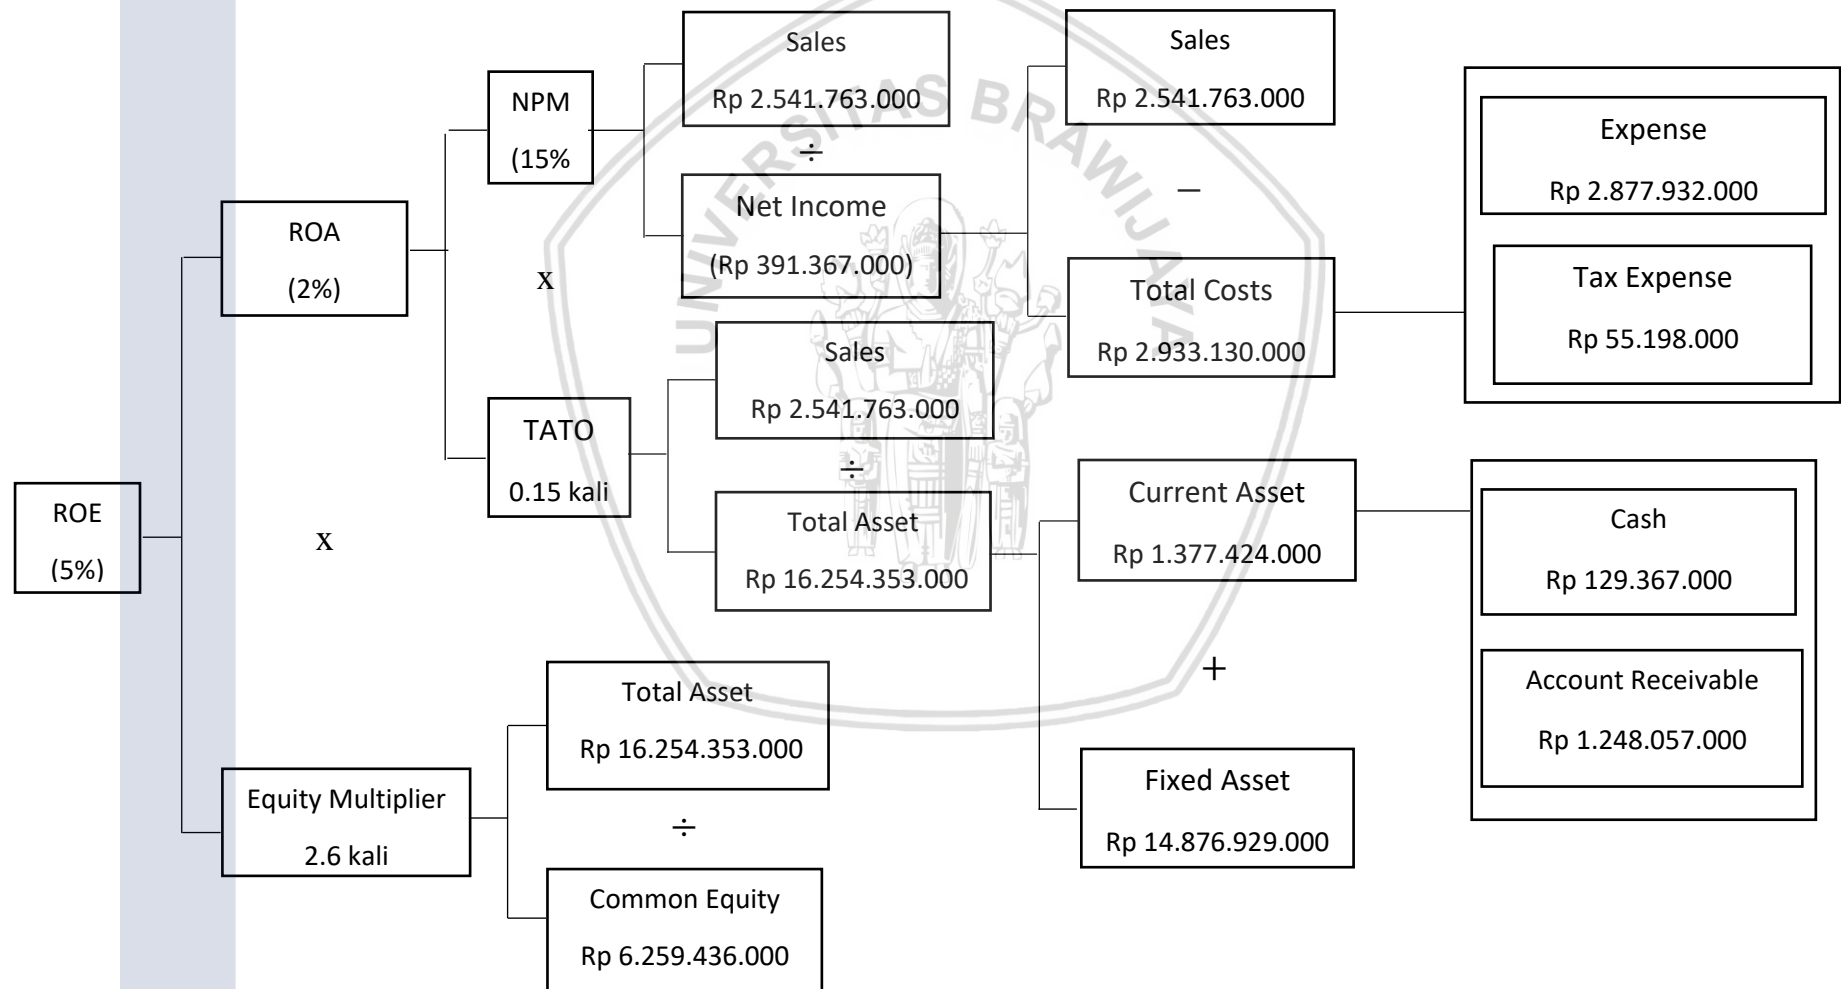 Sales
Rp 2.541.763.000
÷
Net Income
(Rp 391.367.000)
Sales
Rp 2.541.763.000
–
Total Costs
Rp 2.933.130.000
Expense
Rp 2.877.932.000
Tax Expense
Rp 55.198.000
NPM
(15%
ROA
(2%)
x
TATO
0.15 kali
Sales
Rp 2.541.763.000
÷
Total Asset
Rp 16.254.353.000
Current Asset
Rp 1.377.424.000
+
Fixed Asset
Rp 14.876.929.000
Cash
Rp 129.367.000
Account Receivable
Rp 1.248.057.000
ROE
(5%)
x
Equity Multiplier
2.6 kali
Total Asset
Rp 16.254.353.000
÷
Common Equity
Rp 6.259.436.000
UNIVERSITAS BRAWIJAYA